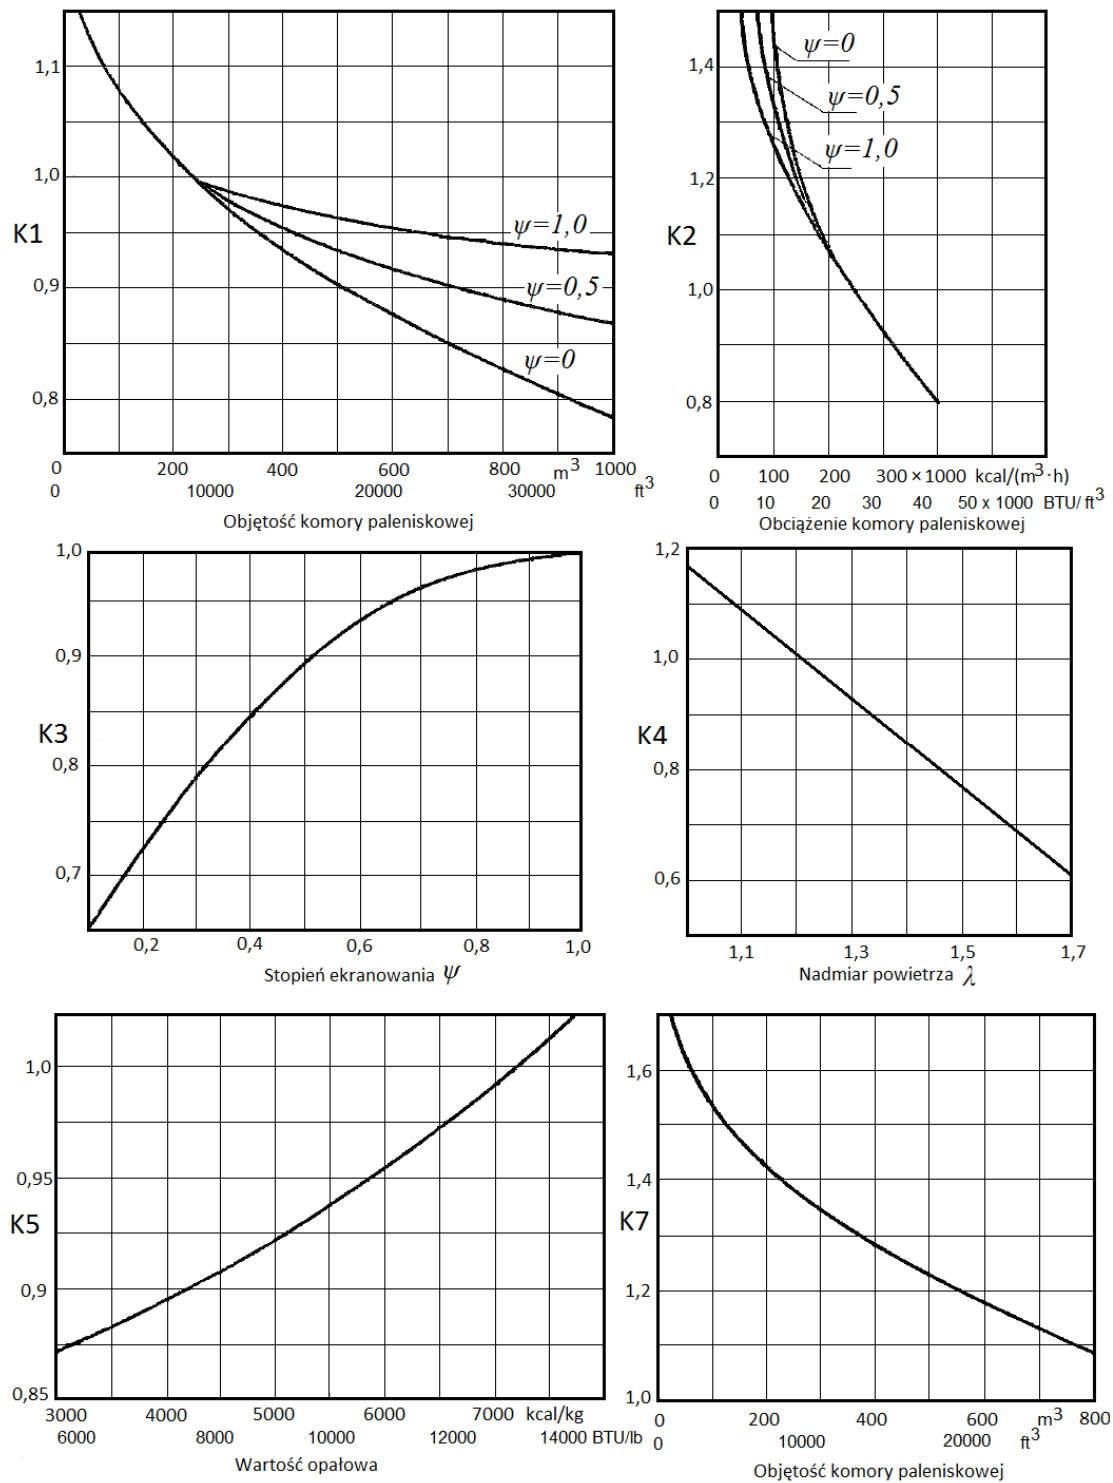 1,1
1,0
K1
0,9
0,8
ψ=1,0
ψ=0,5
ψ=0
0 200 400 600 800 m³ 1000
0 10000 20000 30000 ft³
Objętość komory paleniskowej
1,4
1,2
K2
1,0
0,8
ψ=0
ψ=0,5
ψ=1,0
0 100 200 300 × 1000 kcal/(m³·h)
0 10 20 30 40 50 x 1000 BTU/ ft³
Obciążenie komory paleniskowej
1,0
0,9
K3
0,8
0,7
0,2 0,4 0,6 0,8 1,0
Stopień ekranowania ψ
1,2
1,0
K4
0,8
0,6
1,1 1,3 1,5 1,7
Nadmiar powietrza λ
1,0
0,95
K5
0,9
0,85
3000 4000 5000 6000 7000 kcal/kg
6000 8000 10000 12000 14000 BTU/lb
Wartość opałowa
1,6
1,4
K7
1,2
1,0
0 200 400 600 m³ 800
0 10000 20000 ft³
Objętość komory paleniskowej